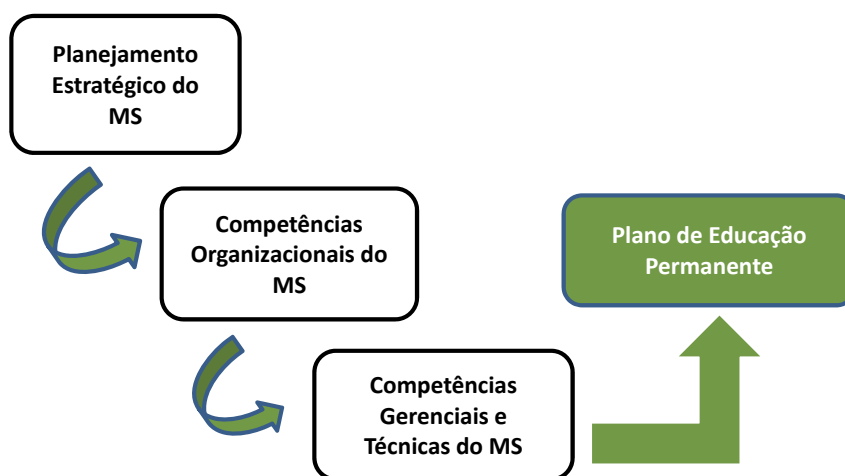 Planejamento
Estratégico do
MS
Competências
Organizacionais do
MS
Plano de Educação
Permanente
Competências
Gerenciais e
Técnicas do MS